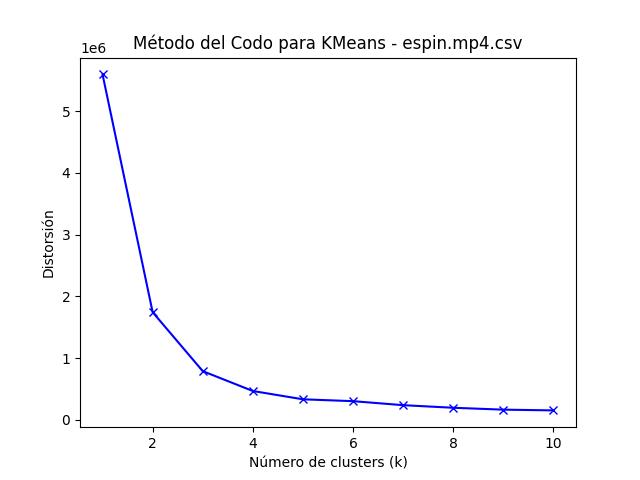 Método del Codo para KMeans - espin.mp4.csv
1e6
5
4
3
2
1
0
Distorsión
2 4 6 8 10
Número de clusters (k)